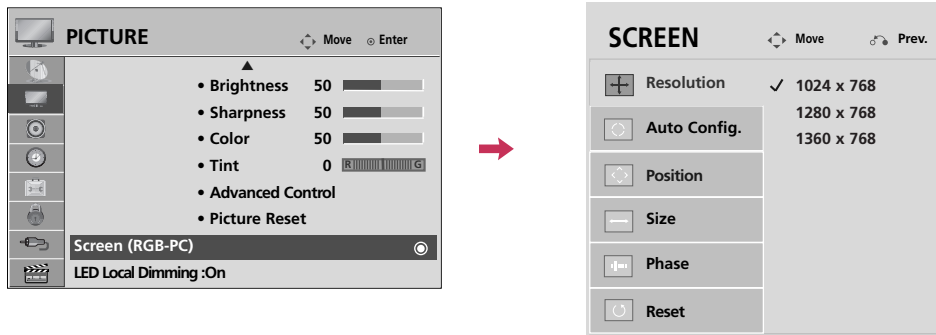 PICTURE
Move
Enter
• Brightness 50
• Sharpness 50
• Color 50
• Tint 0 R G
• Advanced Control
• Picture Reset
Screen (RGB-PC)
LED Local Dimming :On
SCREEN
Move
Prev.
Resolution
Auto Config.
Position
Size
Phase
Reset
✓ 1024 x 768
1280 x 768
1360 x 768